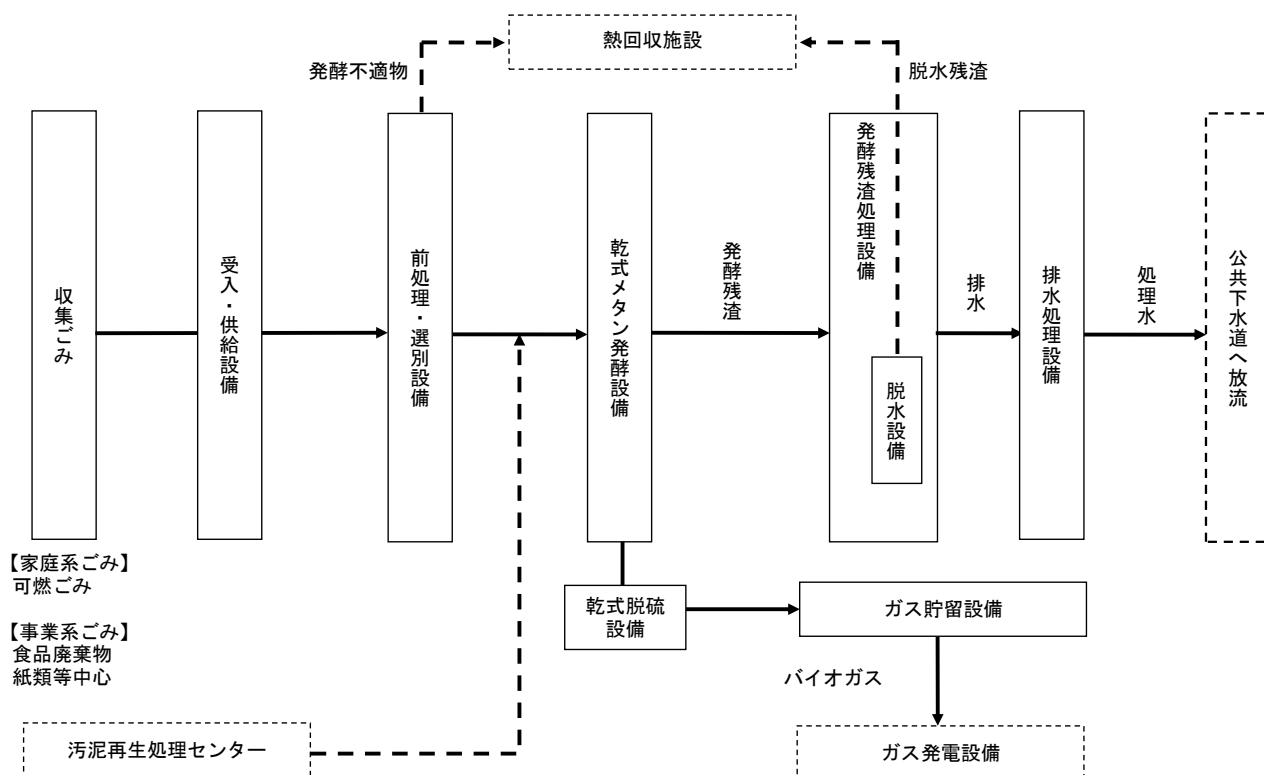 熱回収施設
発酵不適物
脱水残渣
収集ごみ
受入・供給設備
前処理・選別設備
乾式メタン発酵設備
発酵残渣
発酵残渣処理設備
脱水設備
排水
排水処理設備
処理水
公共下水道へ放流
【家庭系ごみ】
可燃ごみ
【事業系ごみ】
食品廃棄物
紙類等中心
乾式脱硫
設備
ガス貯留設備
バイオガス
汚泥再生処理センター
ガス発電設備